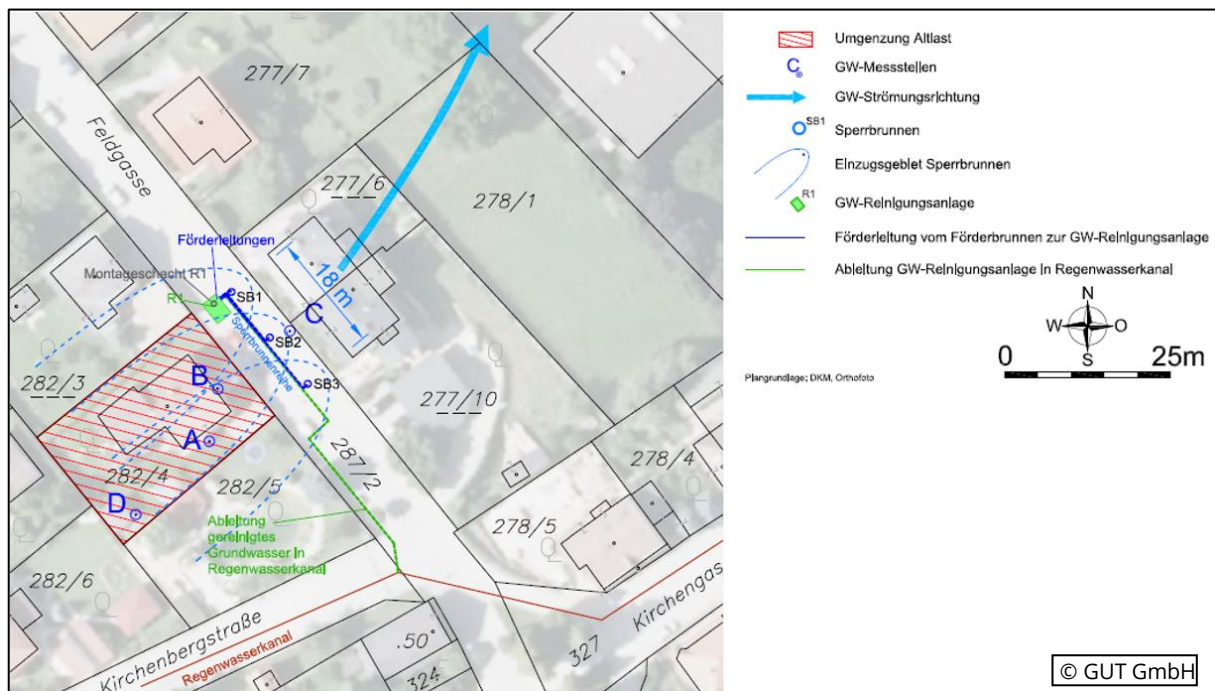 277/7
Feldgasse
277/6
278/1
Förderleitungen
Montageschacht R1
R1
SB1
18 m
C
SB2
Sperrbrunnenreihe
SB3
282/3
B
277/10
A
282/4
282/5
287/2
278/4
D
278/5
Ableitung
gereinigtes
Grundwasser in
Regenwasserkanal
282/6
Kirchenbergstraße
Regenwasserkanal
.50
324
327
Kirchengas
Umgenzung Altlast
C
GW-Messstellen
GW-Strömungsrichtung
SB1
Sperrbrunnen
Einzugsgebiet Sperrbrunnen
R1
GW-Reinigungsanlage
Förderleitung vom Förderbrunnen zur GW-Reinigungsanlage
Ableitung GW-Reinigungsanlage in Regenwasserkanal
N
W O
S
0 25m
Plangrundlage: DKM, Orthofoto
© GUT GmbH